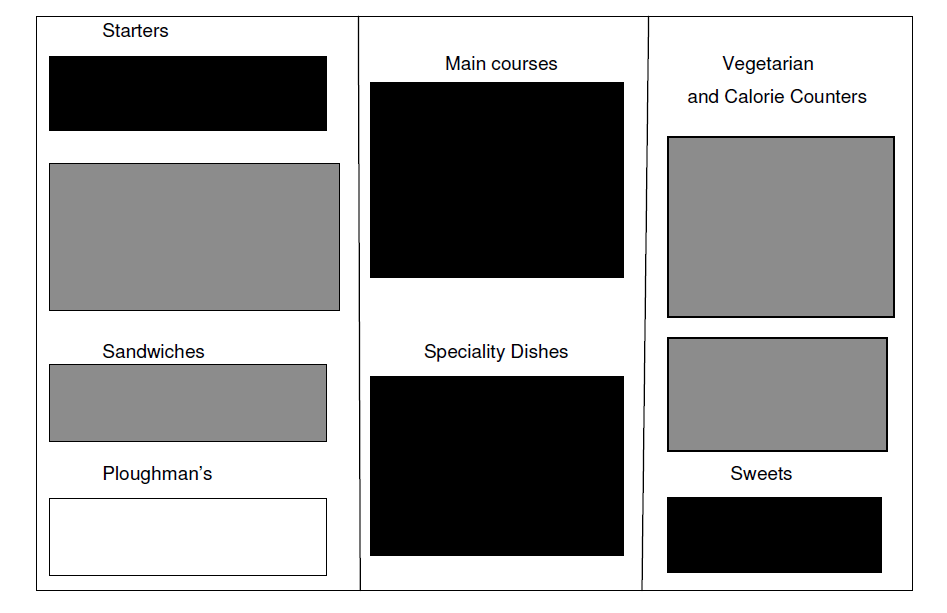 Starters
Sandwiches
Ploughman’s
Main courses
Speciality Dishes
Vegetarian
and Calorie Counters
Sweets